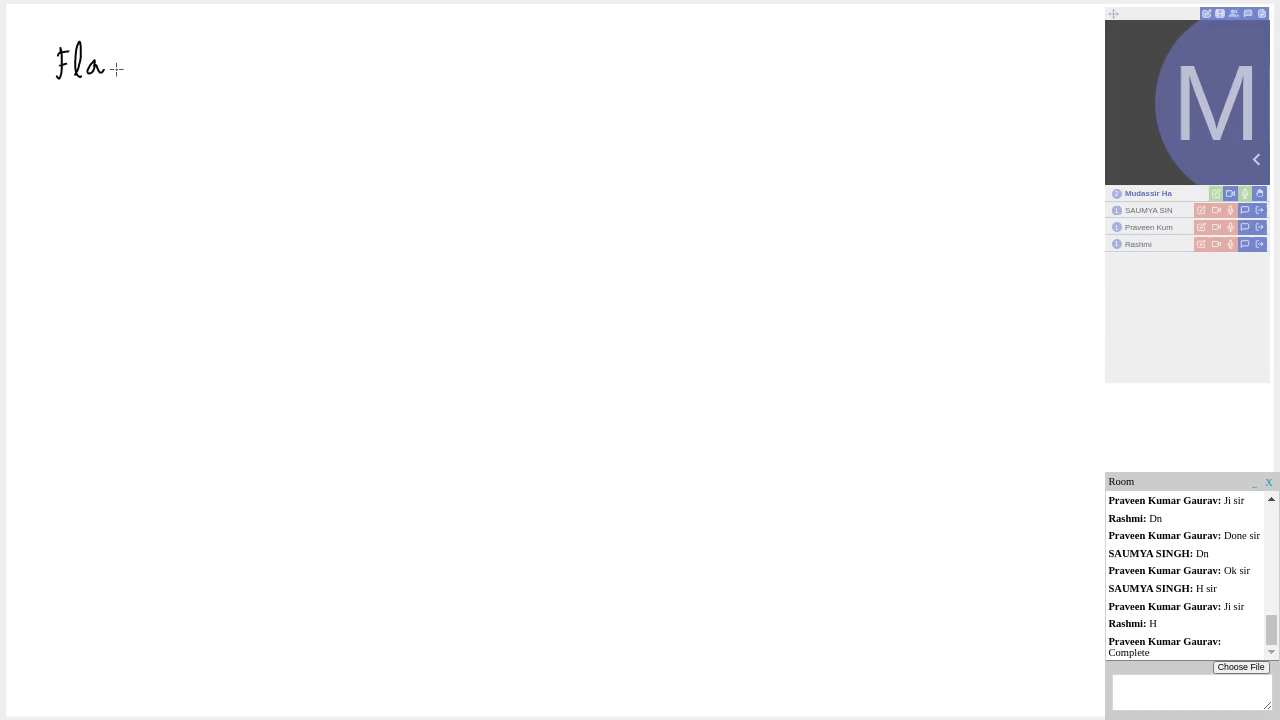 Fla
M
Mudassir Ha
SAUMYA SIN
Praveen Kum
Rashmi
Room _ X
Praveen Kumar Gaurav: Ji sir
Rashmi: Dn
Praveen Kumar Gaurav: Done sir
SAUMYA SINGH: Dn
Praveen Kumar Gaurav: Ok sir
SAUMYA SINGH: H sir
Praveen Kumar Gaurav: Ji sir
Rashmi: H
Praveen Kumar Gaurav:
Complete
Choose File